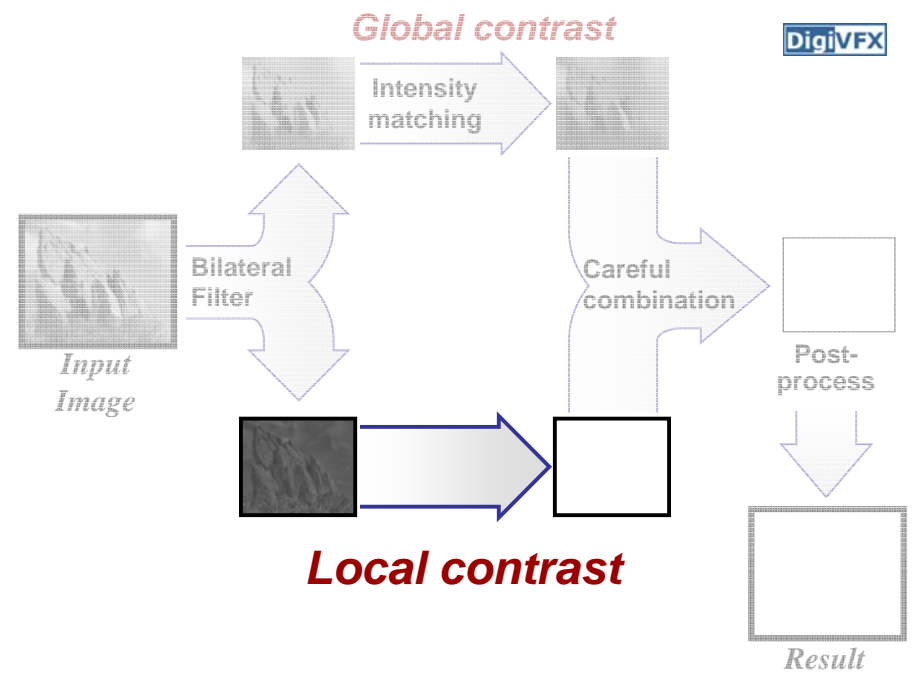 Global contrast
DigiVFX
Intensity
matching
Bilateral
Filter
Careful
combination
Input
Image
Post-
process
Local contrast
Result